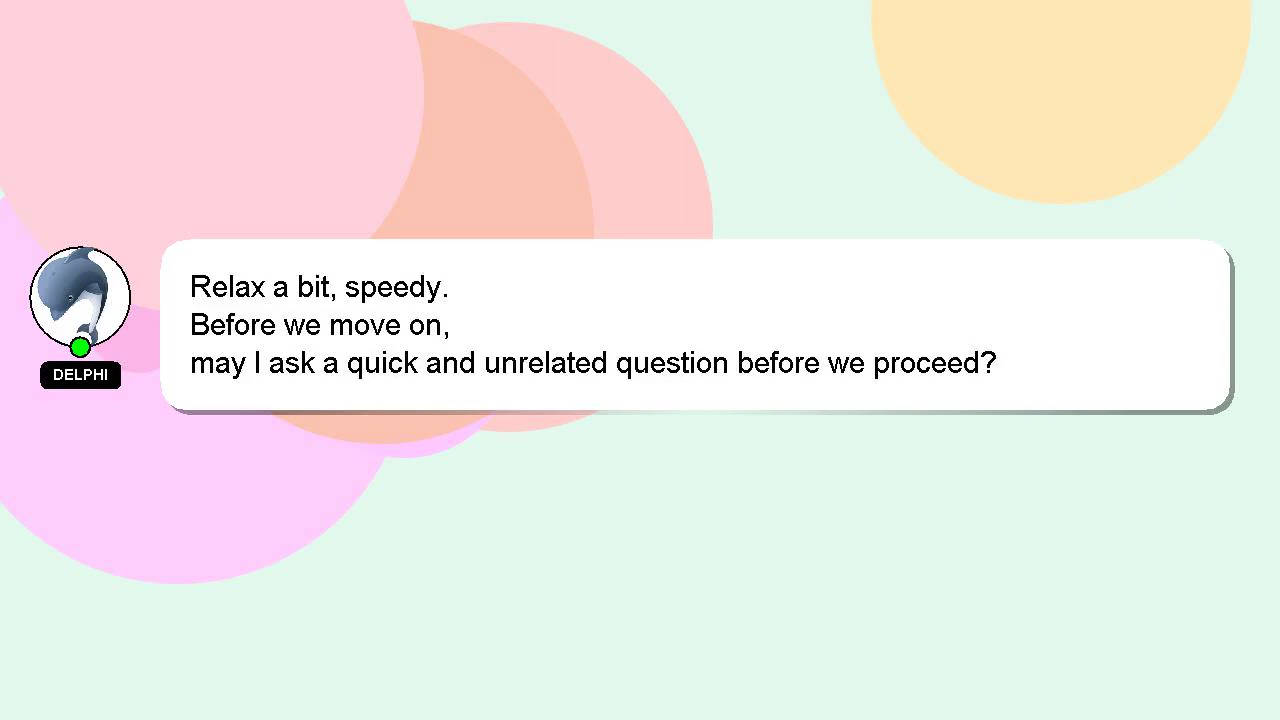 Relax a bit, speedy.
Before we move on,
may I ask a quick and unrelated question before we proceed?
DELPHI